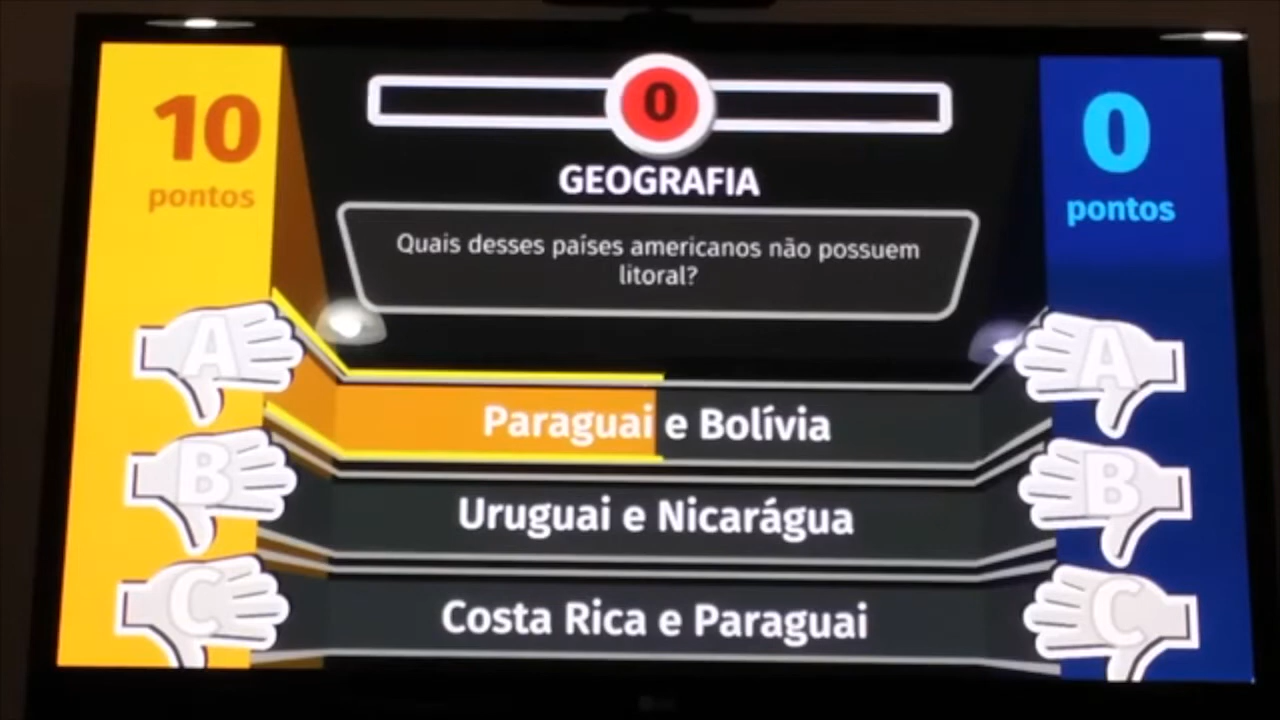 10
pontos
0
GEOGRAFIA
Quais desses países americanos não possuem
litoral?
0
pontos
A
Paraguai e Bolívia
A
B
Uruguai e Nicarágua
B
C
Costa Rica e Paraguai
C